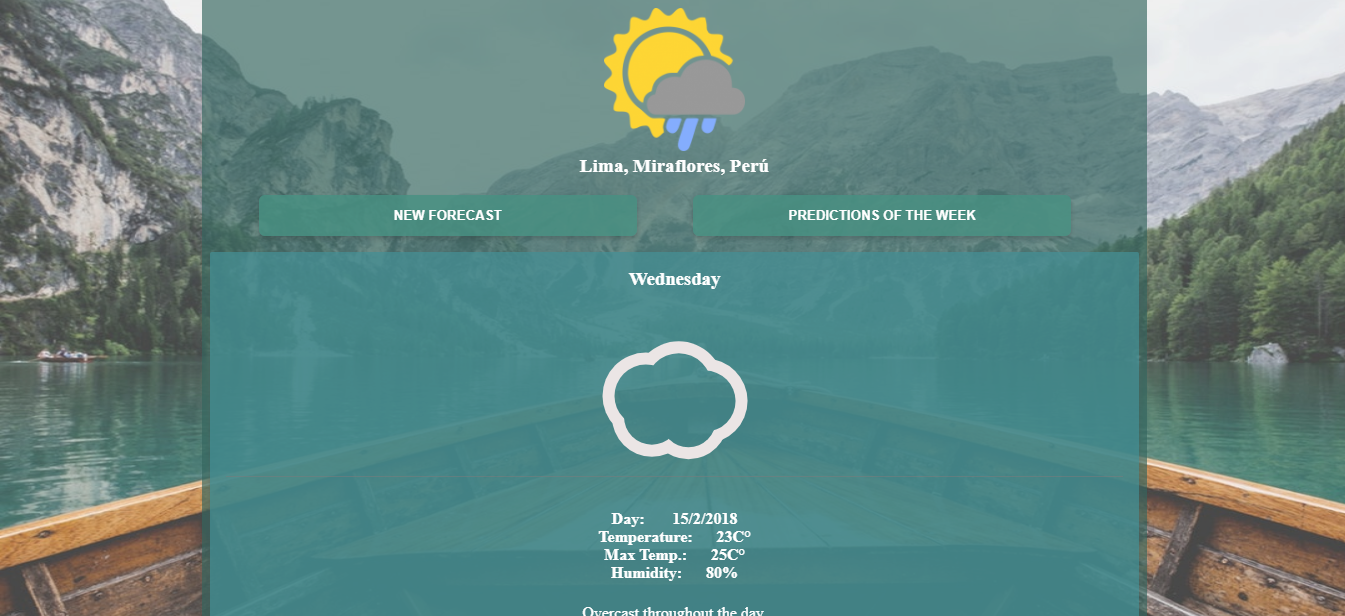 Lima, Miraflores, Perú
NEW FORECAST
PREDICTIONS OF THE WEEK
Wednesday
Day: 15/2/2018
Temperature: 23C°
Max Temp.: 25C°
Humidity: 80%
Overcast throughout the day.